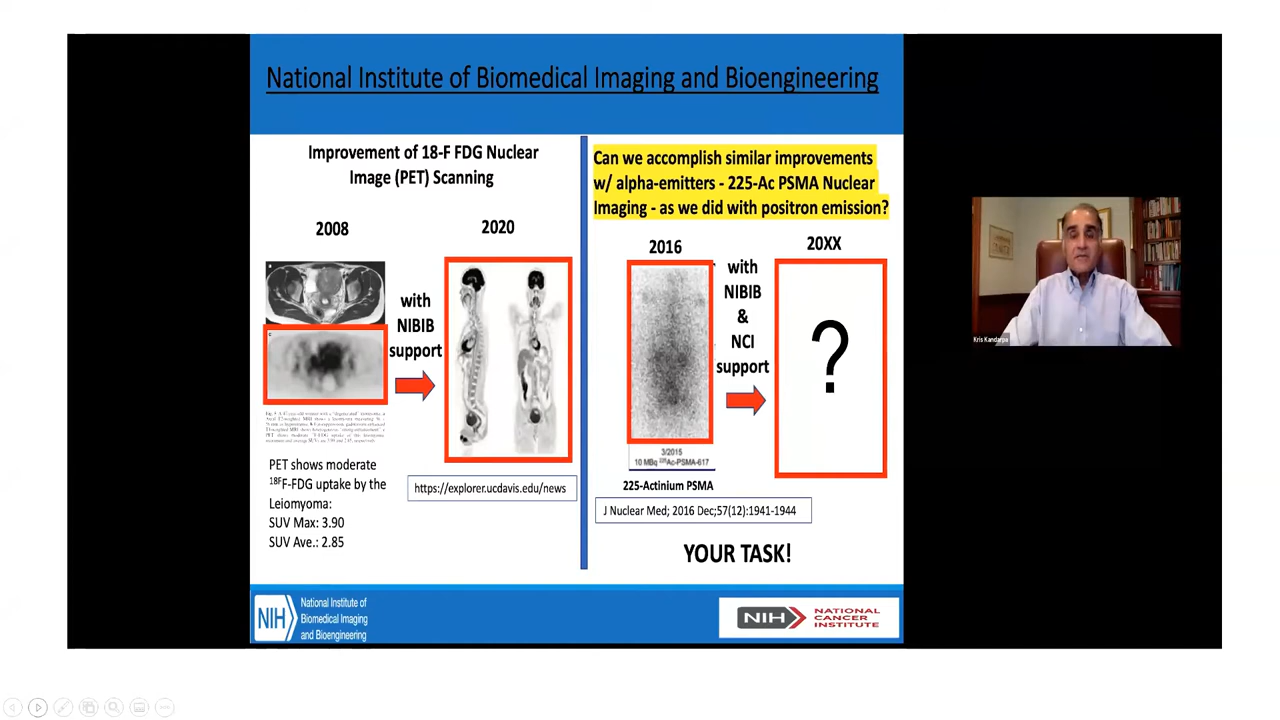 National Institute of Biomedical Imaging and Bioengineering
Improvement of 18-F FDG Nuclear
Image (PET) Scanning
2008
2020
with
NIBIB
support
PET shows moderate
¹⁸F-FDG uptake by the
Leiomyoma:
SUV Max: 3.90
SUV Ave.: 2.85
https://explorer.ucdavis.edu/news
Can we accomplish similar improvements
w/ alpha-emitters - 225-Ac PSMA Nuclear
Imaging - as we did with positron emission?
2016
20XX
with
NIBIB
&
NCI
support
?
3/2015
10 MBq ²²⁵Ac-PSMA-617
225-Actinium PSMA
J Nuclear Med; 2016 Dec;57(12):1941-1944
YOUR TASK!
NIH
National Institute of
Biomedical Imaging
and Bioengineering
NIH
NATIONAL
CANCER
INSTITUTE
Kris Kandarpa